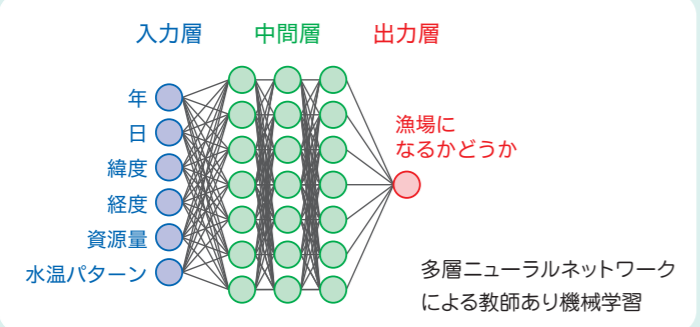 入力層
中間層
出力層
年
日
緯度
経度
資源量
水温パターン
漁場に
なるかどうか
多層ニューラルネットワーク
による教師あり機械学習